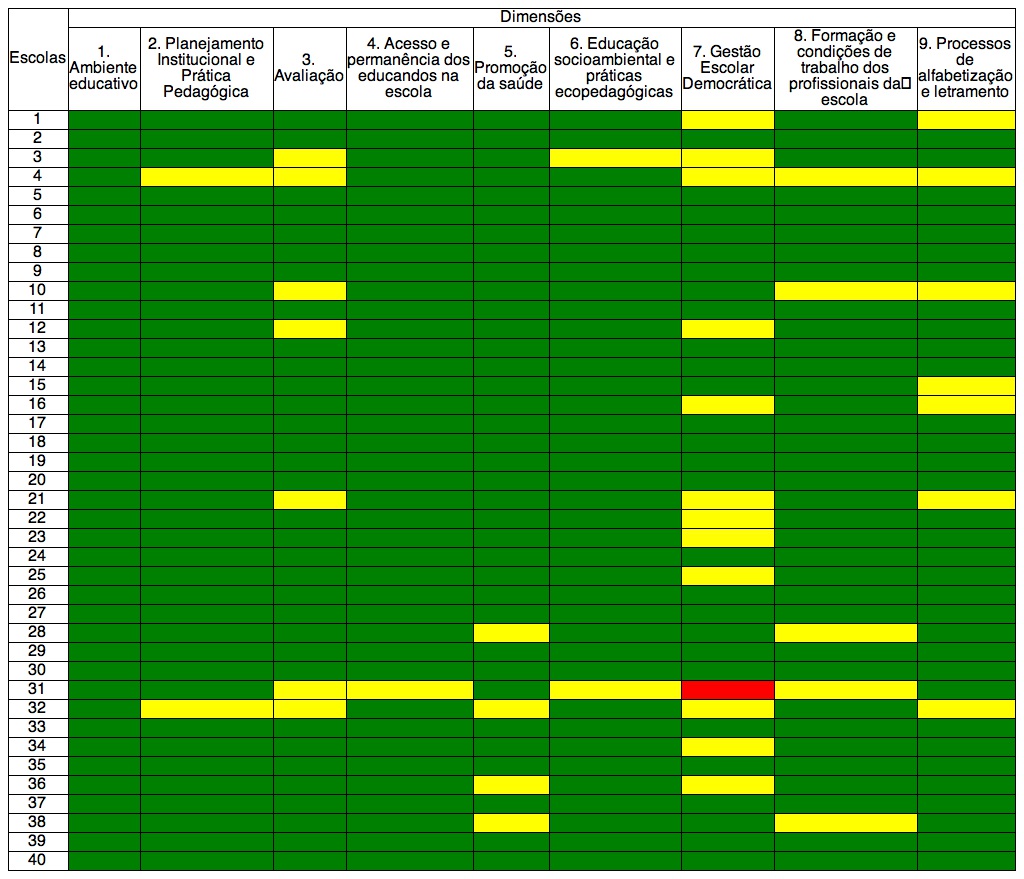 Dimensões
Escolas
1.
Ambiente
educativo
2. Planejamento
Institucional e
Prática
Pedagógica
3.
Avaliação
4. Acesso e
permanência dos
educandos na
escola
5.
Promoção
da saúde
6. Educação
socioambiental e
práticas
ecopedagógicas
7. Gestão
Escolar
Democrática
8. Formação e
condições de
trabalho dos
profissionais da□
escola
9. Processos
de
alfabetização
e letramento
1
2
3
4
5
6
7
8
9
10
11
12
13
14
15
16
17
18
19
20
21
22
23
24
25
26
27
28
29
30
31
32
33
34
35
36
37
38
39
40